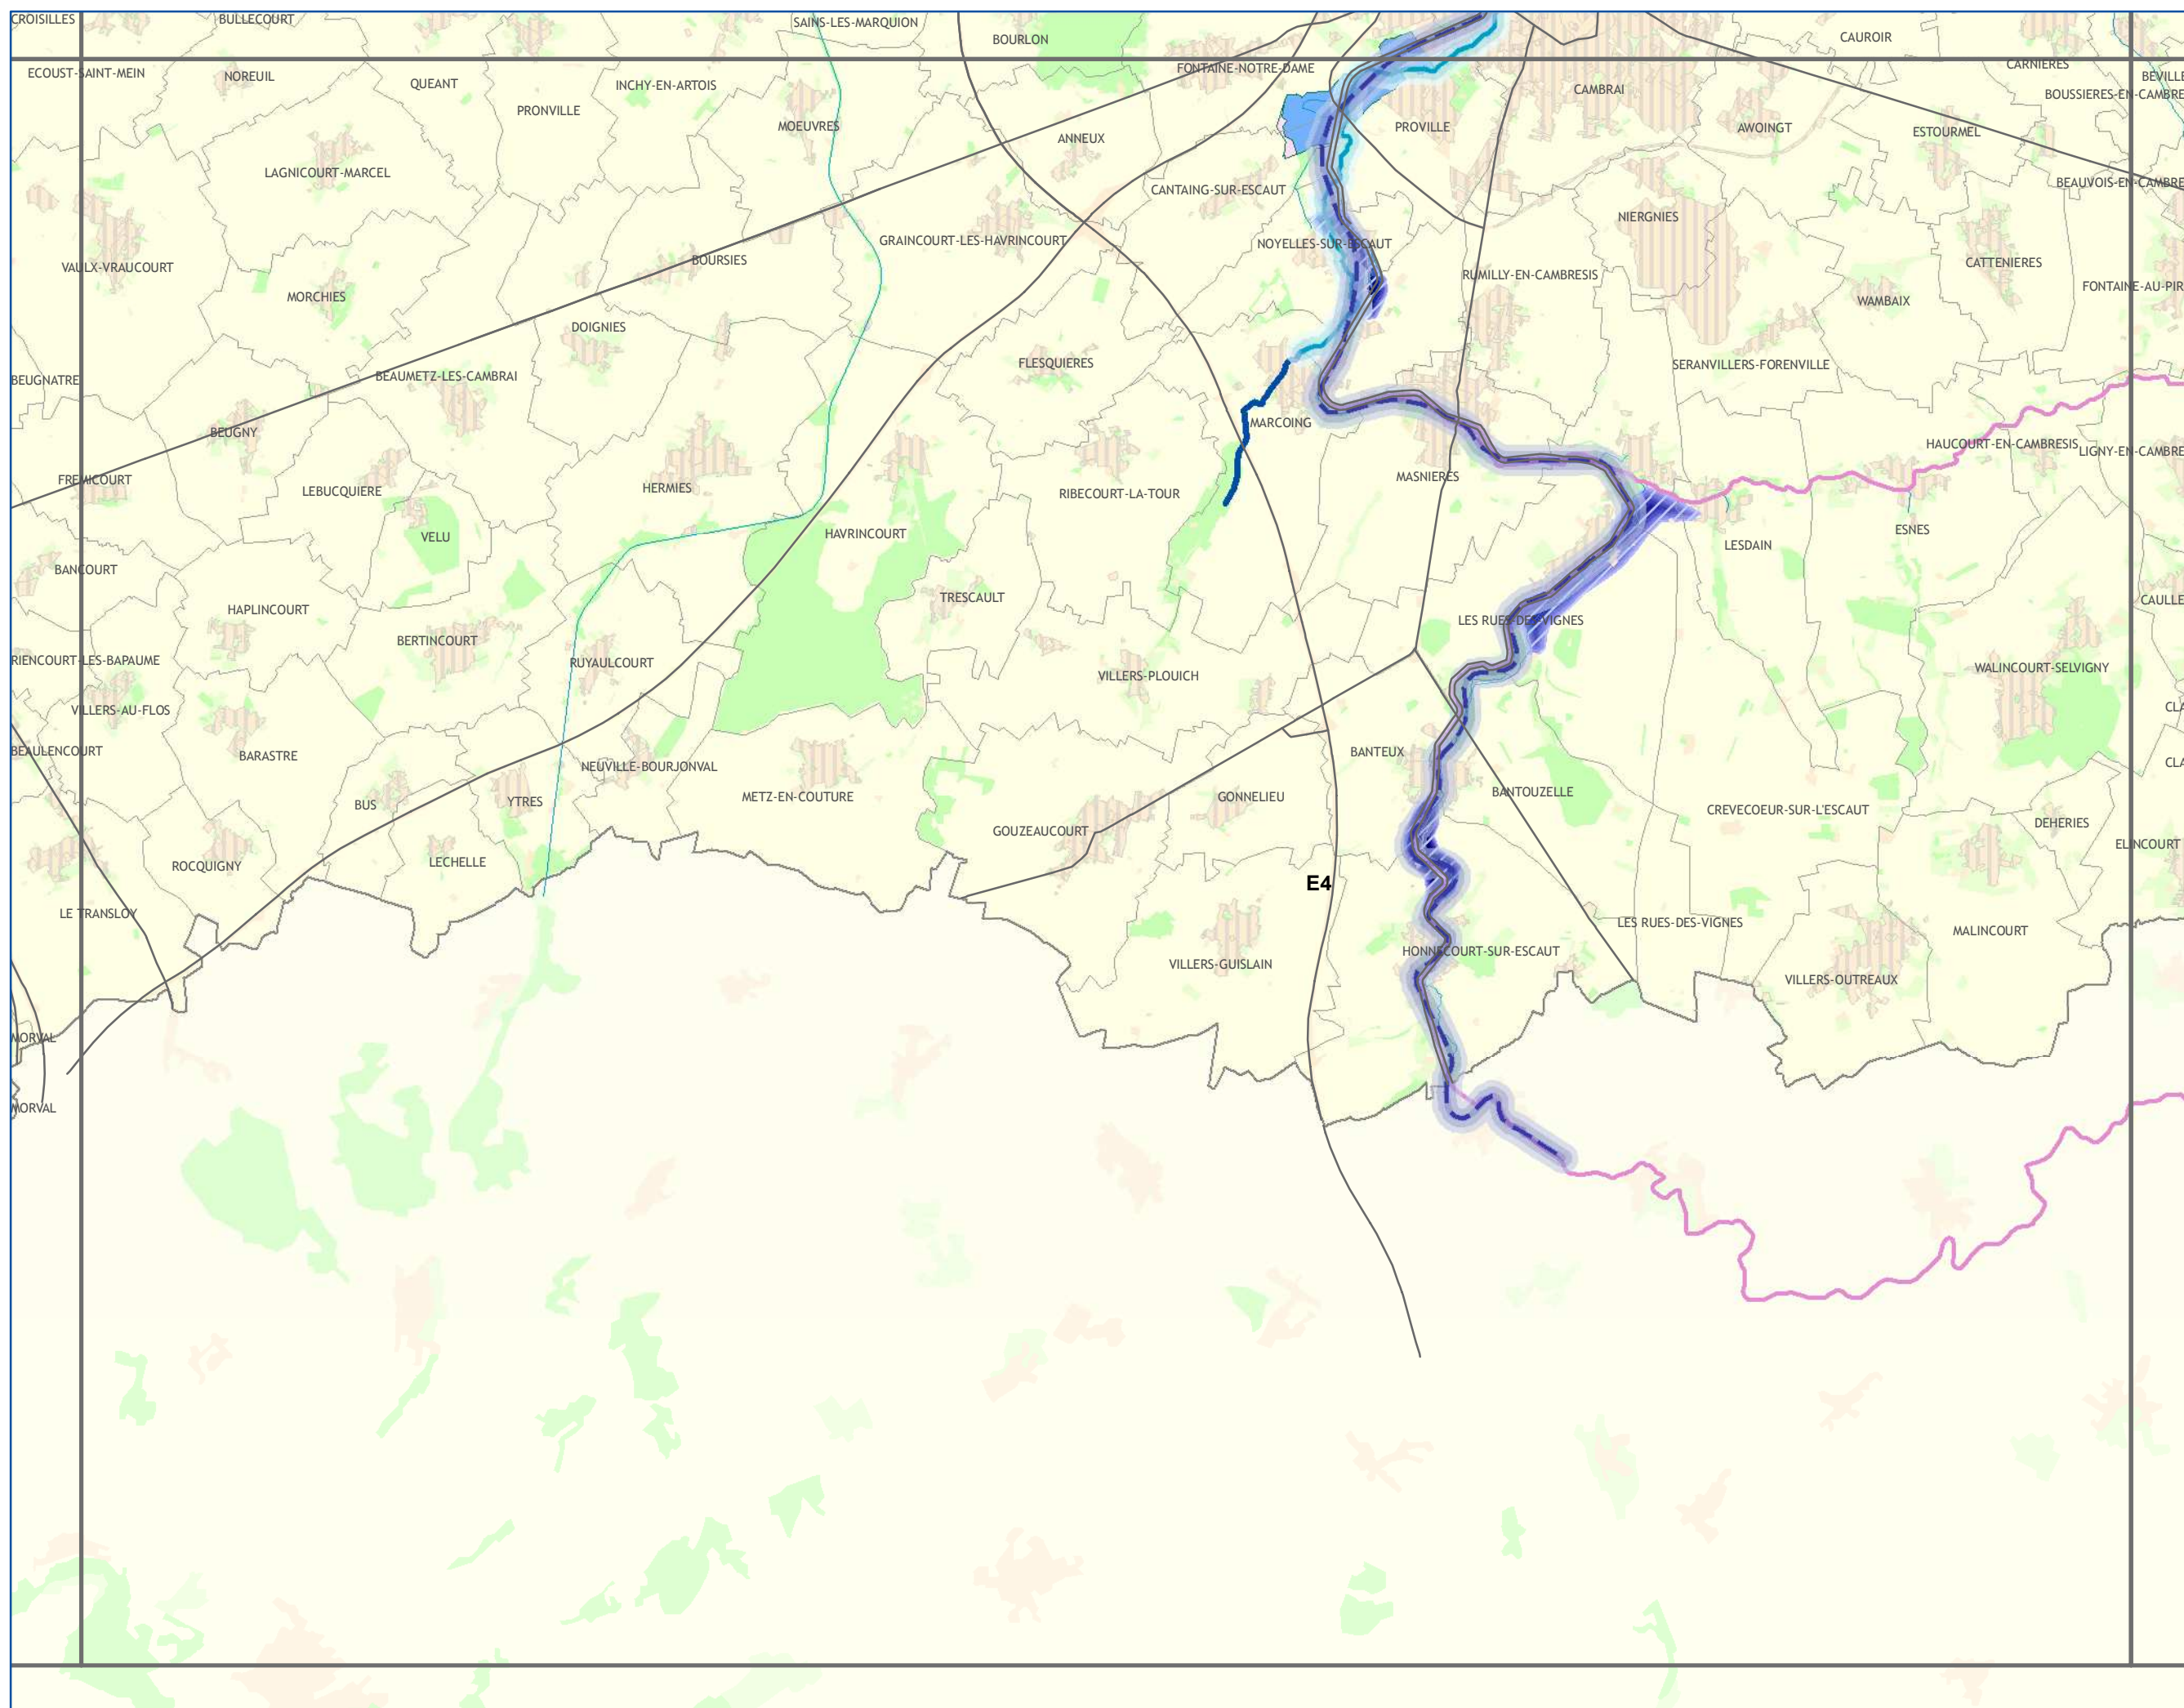 CROISILLES
BULLECOURT
SAINS-LES-MARQUION
BOURLON
CAUROIR
ECOUST-SAINT-MEIN
NOREUIL
QUEANT
INCHY-EN-ARTOIS
FONTAINE-NOTRE-DAME
CARNIERES
BEVILLE
PRONVILLE
MOEUVRES
ANNEUX
PROVILLE
CAMBRAI
AWOINGT
ESTOURMEL
BOUSSIERES-EN-CAMBRE
LAGNICOURT-MARCEL
CANTAING-SUR-ESCAUT
BEAUVOIS-EN-CAMBRE
NIERGNIES
VAULX-VRAUCOURT
BOURSIES
GRAINCOURT-LES-HAVRINCOURT
NOYELLES-SUR-ESCAUT
RUMILLY-EN-CAMBRESIS
CATTENIERES
FONTAINE-AU-PIR
MORCHIES
WAMBAIX
DOIGNIES
BEUGNATRE
BEAUMETZ-LES-CAMBRAI
FLESQUIERES
SERANVILLERS-FORENVILLE
BEUGNY
MARCOING
HAUCOURT-EN-CAMBRESIS
LIGNY-EN-CAMBRE
FREMICOURT
LEBUCQUIERE
HERMIES
RIBECOURT-LA-TOUR
MASNIERES
VELU
HAVRINCOURT
LESDAIN
ESNES
BANCOURT
HAPLINCOURT
TRESCAULT
CAULLE
BERTINCOURT
LES RUES-DES-VIGNES
RIENCOURT-LES-BAPAUME
RUYAULCOURT
VILLERS-PLOUICH
WALINCOURT-SELVIGNY
VILLERS-AU-FLOS
CLA
BEAULENCOURT
BARASTRE
NEUVILLE-BOURJONVAL
BANTEUX
CLA
BUS
YTRES
METZ-EN-COUTURE
GONNELIEU
BANTOUZELLE
CREVECOEUR-SUR-L'ESCAUT
DEHERIES
GOUZEAUCOURT
ELINCOURT
ROCQUIGNY
LECHELLE
E4
LE TRANSLOY
LES RUES-DES-VIGNES
MALINCOURT
HONNECOURT-SUR-ESCAUT
VILLERS-GUISLAIN
VILLERS-OUTREAUX
MORVAL
MORVAL